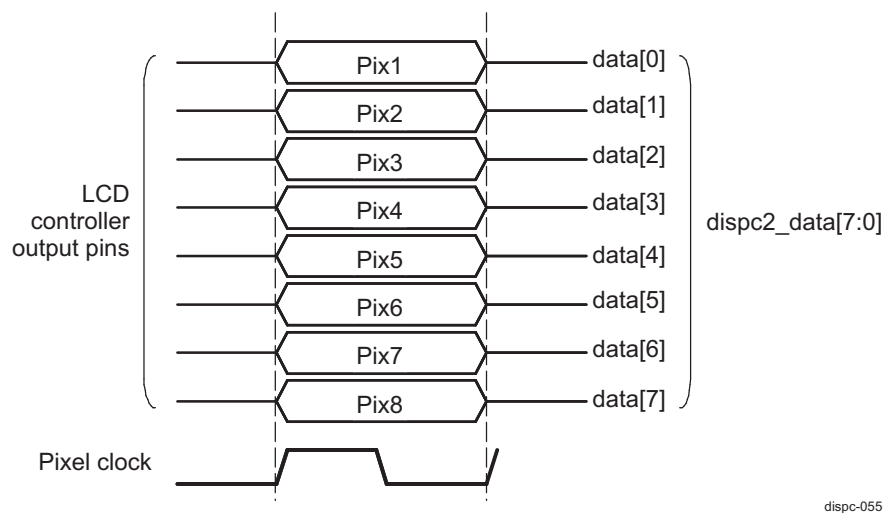 Pix1 data[0]
Pix2 data[1]
Pix3 data[2]
LCD
controller
output pins
Pix4 data[3]
dispc2_data[7:0]
Pix5 data[4]
Pix6 data[5]
Pix7 data[6]
Pix8 data[7]
Pixel clock
dispc-055